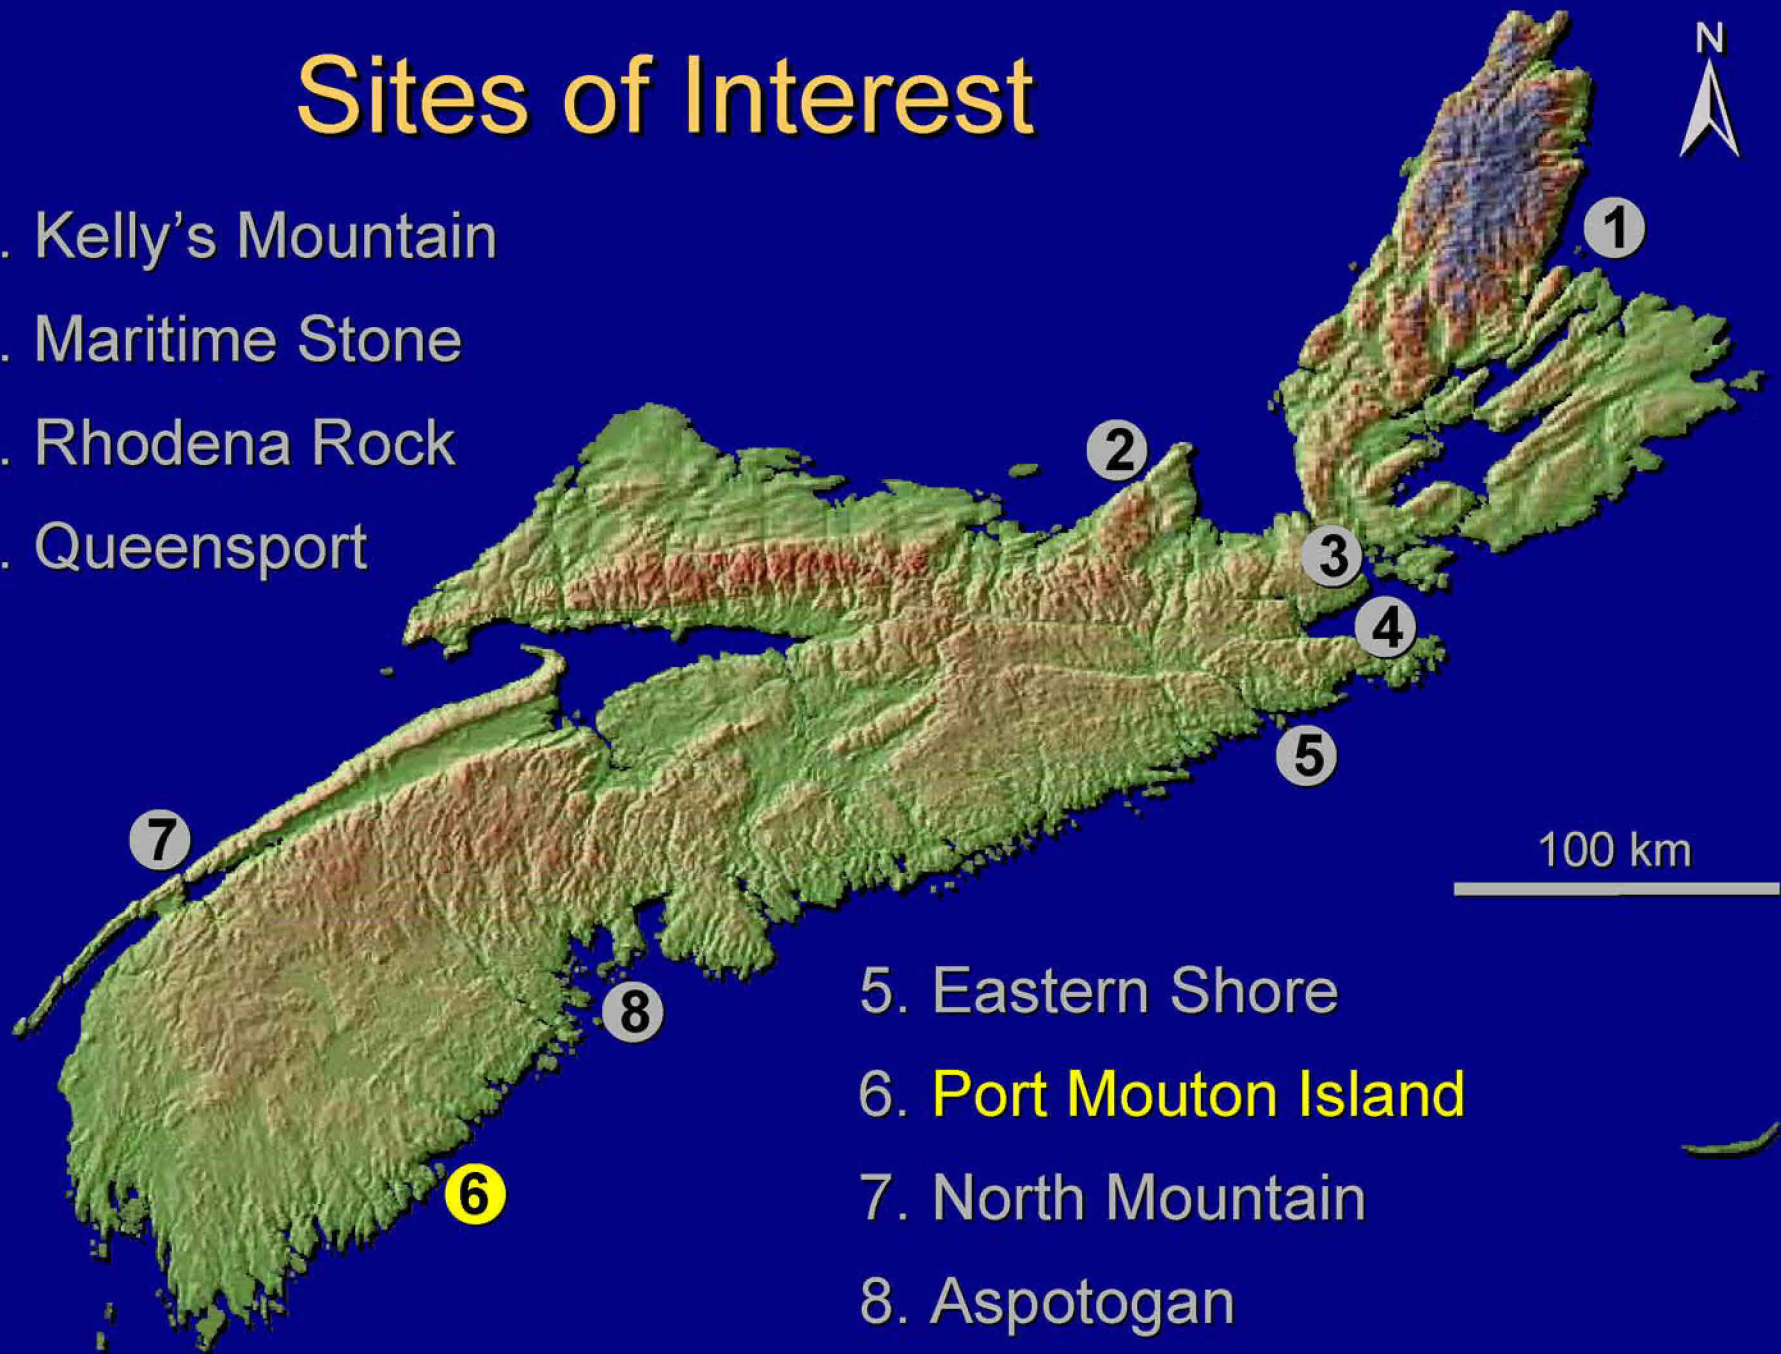 Sites of Interest
N
. Kelly's Mountain
. Maritime Stone
. Rhodena Rock
. Queensport
1
2
3
4
5
7
100 km
8
6
5. Eastern Shore
6. Port Mouton Island
7. North Mountain
8. Aspotogan